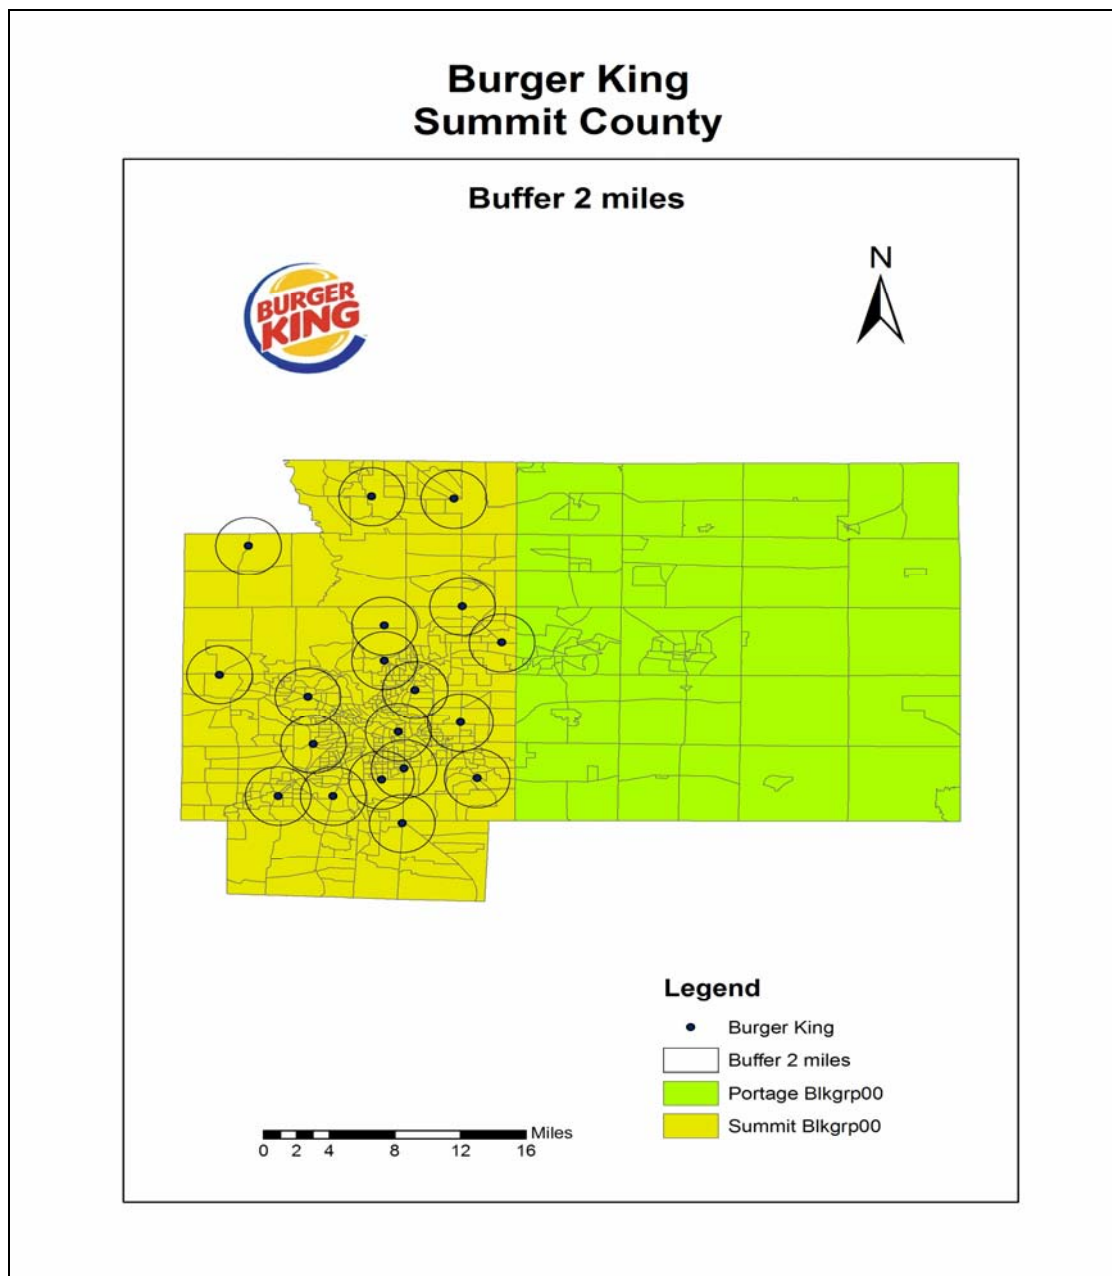 Burger King
Summit County
Buffer 2 miles
BURGER
KING
N
Legend
Burger King
Buffer 2 miles
Portage Blkgrp00
Summit Blkgrp00
Miles
0 2 4 8 12 16